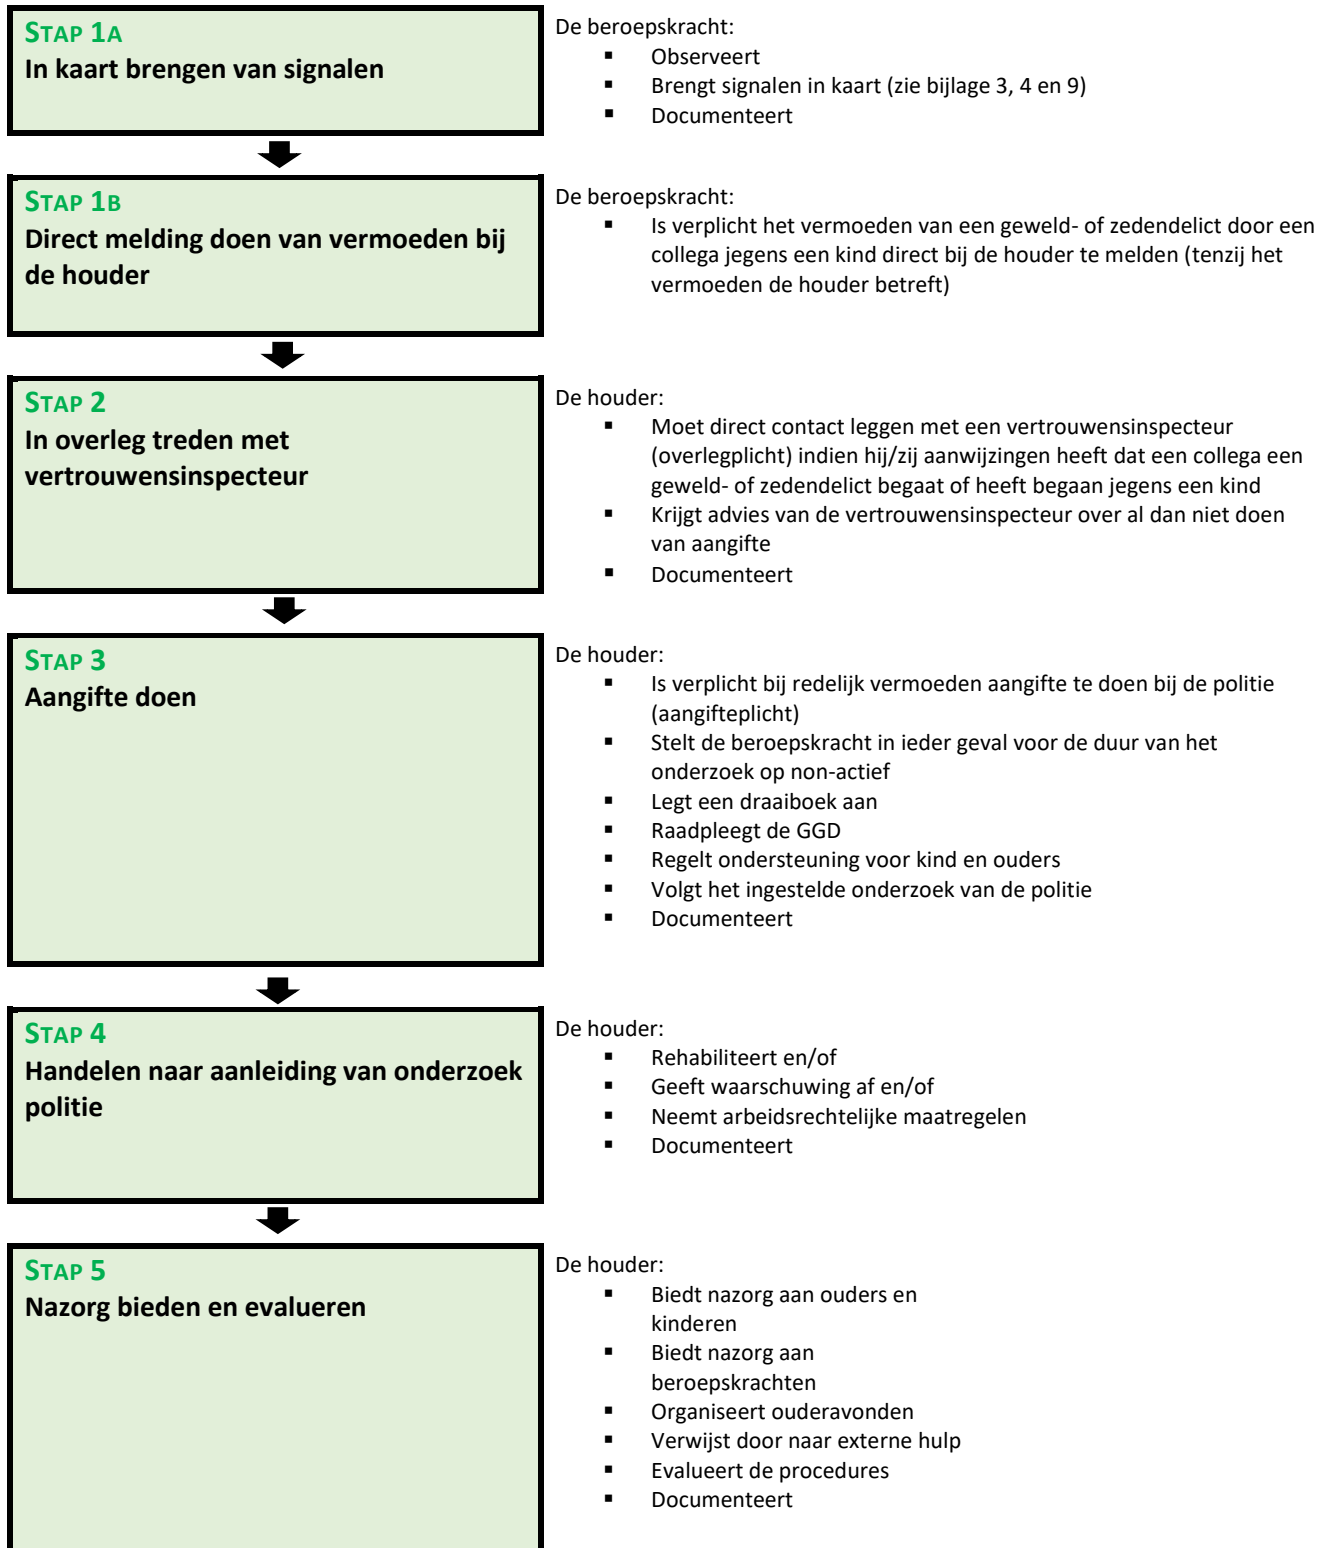 STAP 1A
In kaart brengen van signalen
De beroepskracht:
▪ Observeert
▪ Brengt signalen in kaart (zie bijlage 3, 4 en 9)
▪ Documenteert
STAP 1B
Direct melding doen van vermoeden bij
de houder
De beroepskracht:
▪ Is verplicht het vermoeden van een geweld- of zedendelict door een
collega jegens een kind direct bij de houder te melden (tenzij het
vermoeden de houder betreft)
STAP 2
In overleg treden met
vertrouwensinspecteur
De houder:
▪ Moet direct contact leggen met een vertrouwensinspecteur
(overlegplicht) indien hij/zij aanwijzingen heeft dat een collega een
geweld- of zedendelict begaat of heeft begaan jegens een kind
▪ Krijgt advies van de vertrouwensinspecteur over al dan niet doen
van aangifte
▪ Documenteert
STAP 3
Aangifte doen
De houder:
▪ Is verplicht bij redelijk vermoeden aangifte te doen bij de politie
(aangifteplicht)
▪ Stelt de beroepskracht in ieder geval voor de duur van het
onderzoek op non-actief
▪ Legt een draaiboek aan
▪ Raadpleegt de GGD
▪ Regelt ondersteuning voor kind en ouders
▪ Volgt het ingestelde onderzoek van de politie
▪ Documenteert
STAP 4
Handelen naar aanleiding van onderzoek
politie
De houder:
▪ Rehabiliteert en/of
▪ Geeft waarschuwing af en/of
▪ Neemt arbeidsrechtelijke maatregelen
▪ Documenteert
STAP 5
Nazorg bieden en evalueren
De houder:
▪ Biedt nazorg aan ouders en
kinderen
▪ Biedt nazorg aan
beroepskrachten
▪ Organiseert ouderavonden
▪ Verwijst door naar externe hulp
▪ Evalueert de procedures
▪ Documenteert